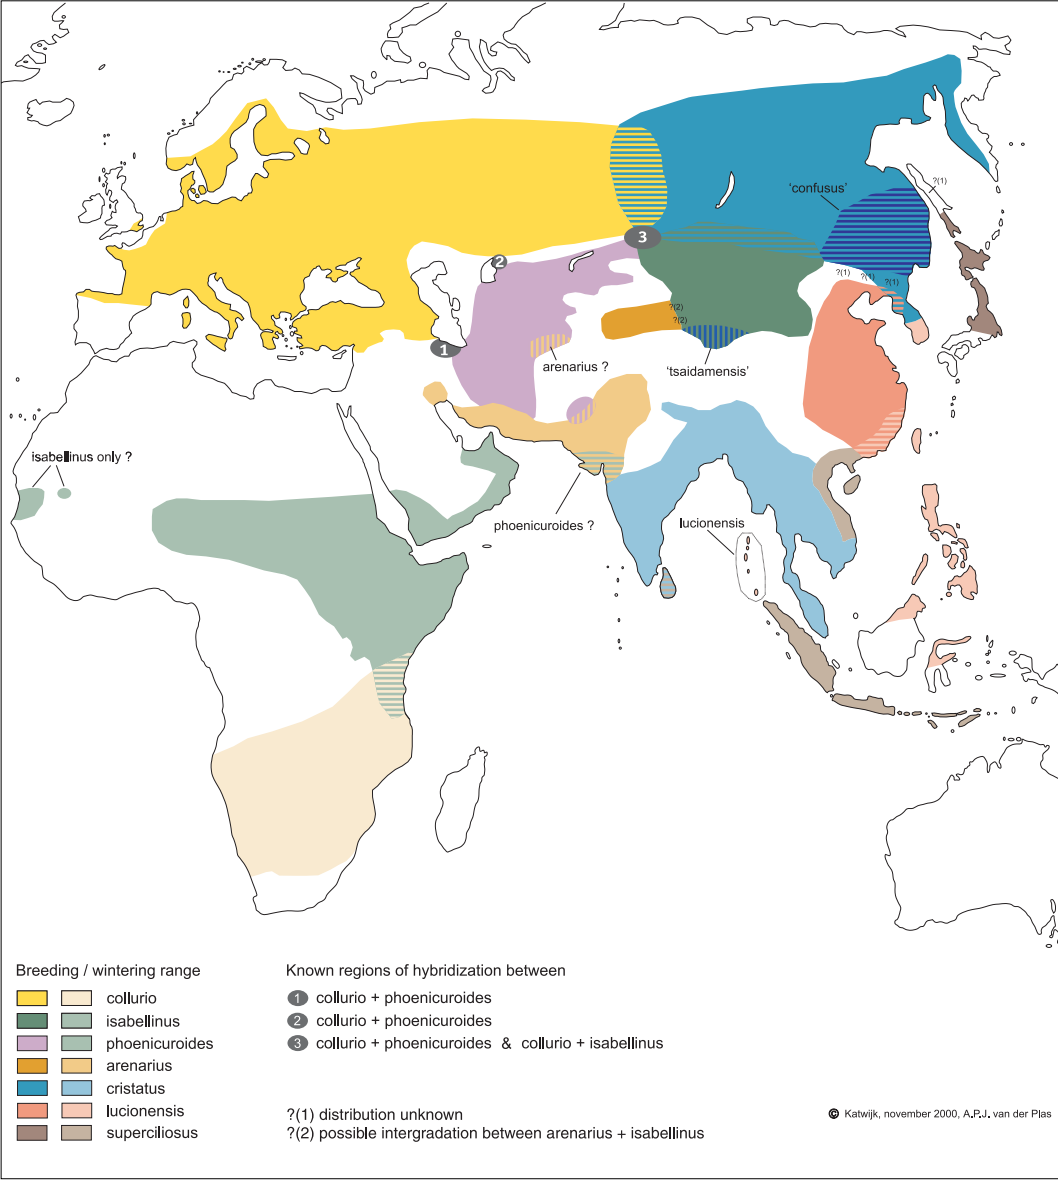 ?(1)
'confusus'
3
2
?(1)
?(1)
?(1)
?(2)
?(2)
1
arenarius ?
'tsaidamensis'
isabellinus only ?
phoenicuroides ?
lucionensis
Breeding / wintering range
collurio
isabellinus
phoenicuroides
arenarius
cristatus
lucionensis
superciliosus
Known regions of hybridization between
1 collurio + phoenicuroides
2 collurio + phoenicuroides
3 collurio + phoenicuroides & collurio + isabellinus
?(1) distribution unknown
?(2) possible intergradation between arenarius + isabellinus
© Katwijk, november 2000, A.P.J. van der Plas